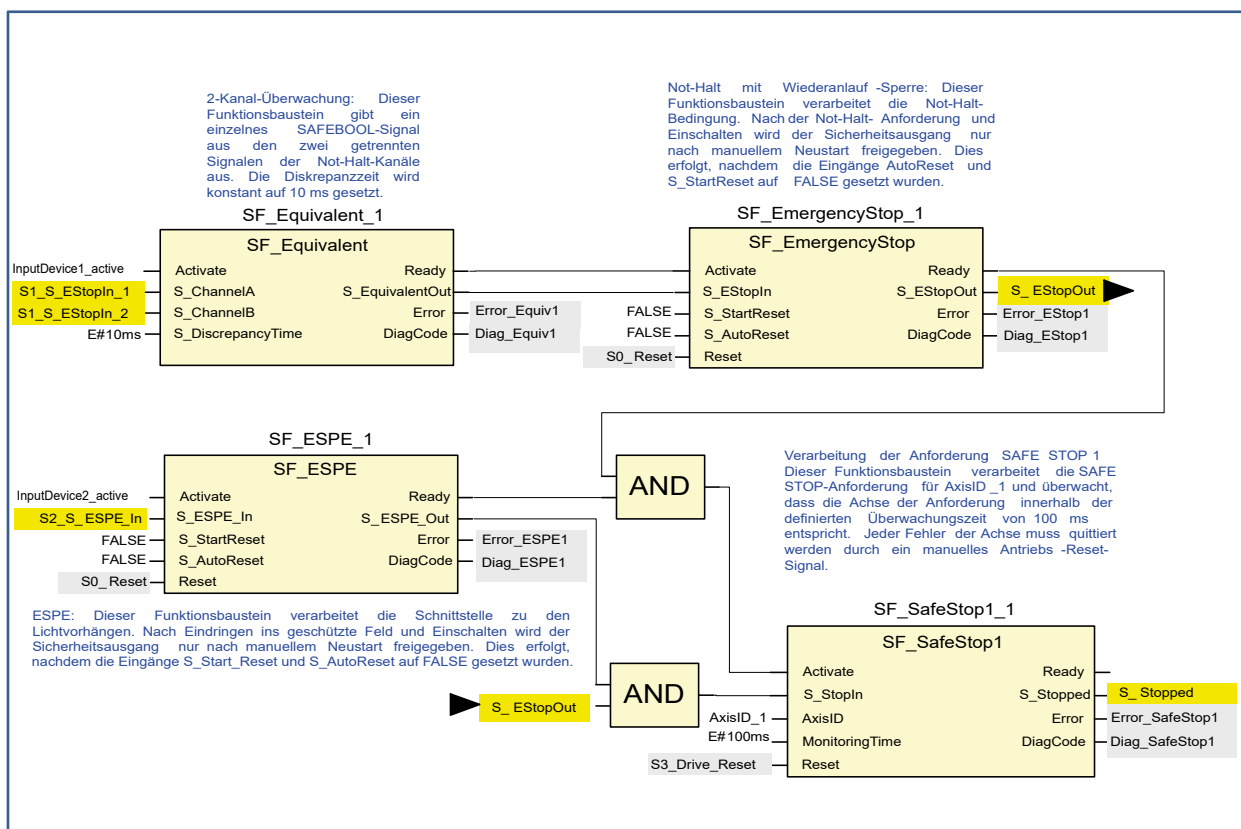 2-Kanal-Überwachung: Dieser
Funktionsbaustein gibt ein
einzelnes SAFEBOOL-Signal
aus den zwei getrennten
Signalen der Not-Halt-Kanäle
aus. Die Diskrepanzzeit wird
konstant auf 10 ms gesetzt.
Not-Halt mit Wiederanlauf -Sperre: Dieser
Funktionsbaustein verarbeitet die Not-Halt-
Bedingung. Nach der Not-Halt- Anforderung und
Einschalten wird der Sicherheitsausgang nur
nach manuellem Neustart freigegeben. Dies
erfolgt, nachdem die Eingänge AutoReset und
S_StartReset auf FALSE gesetzt wurden.
SF_Equivalent_1
SF_Equivalent
InputDevice1_active
Activate
Ready
S1_S_EStopIn_1
S_ChannelA
S_EquivalentOut
S1_S_EStopIn_2
S_ChannelB
Error
Error_Equiv1
E#10ms
S_DiscrepancyTime
DiagCode
Diag_Equiv1
SF_EmergencyStop_1
SF_EmergencyStop
Activate
Ready
S_EStopIn
S_EStopOut
S_ EStopOut
FALSE
S_StartReset
Error
Error_EStop1
FALSE
S_AutoReset
DiagCode
Diag_EStop1
S0_Reset
Reset
SF_ESPE_1
SF_ESPE
InputDevice2_active
Activate
Ready
S2_S_ESPE_In
S_ESPE_In
S_ESPE_Out
FALSE
S_StartReset
Error
Error_ESPE1
FALSE
S_AutoReset
DiagCode
Diag_ESPE1
S0_Reset
Reset
AND
Verarbeitung der Anforderung SAFE STOP 1
Dieser Funktionsbaustein verarbeitet die SAFE
STOP-Anforderung für AxisID _1 und überwacht,
dass die Achse der Anforderung innerhalb der
definierten Überwachungszeit von 100 ms
entspricht. Jeder Fehler der Achse muss quittiert
werden durch ein manuelles Antriebs -Reset-
Signal.
ESPE: Dieser Funktionsbaustein verarbeitet die Schnittstelle zu den
Lichtvorhängen. Nach Eindringen ins geschützte Feld und Einschalten wird der
Sicherheitsausgang nur nach manuellem Neustart freigegeben. Dies erfolgt,
nachdem die Eingänge S_Start_Reset und S_AutoReset auf FALSE gesetzt wurden.
S_ EStopOut
AND
SF_SafeStop1_1
SF_SafeStop1
Activate
Ready
S_StopIn
S_Stopped
S_ Stopped
AxisID_1
AxisID
Error
Error_SafeStop1
E#100ms
MonitoringTime
DiagCode
Diag_SafeStop1
S3_Drive_Reset
Reset